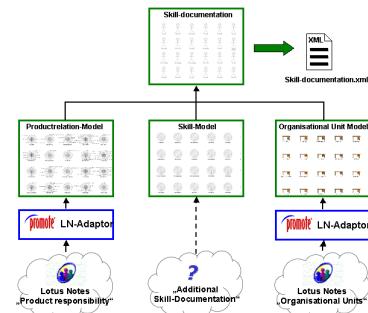 Skill-documentation
XML
Skill-documentation.xml
Productrelation-Model
Skill-Model
Organisational Unit Model
promote LN-Adaptor
promote LN-Adaptor
Lotus Notes
„Product responsibility“
?
„Additional
Skill-Documentation“
Lotus Notes
„Organisational Units“